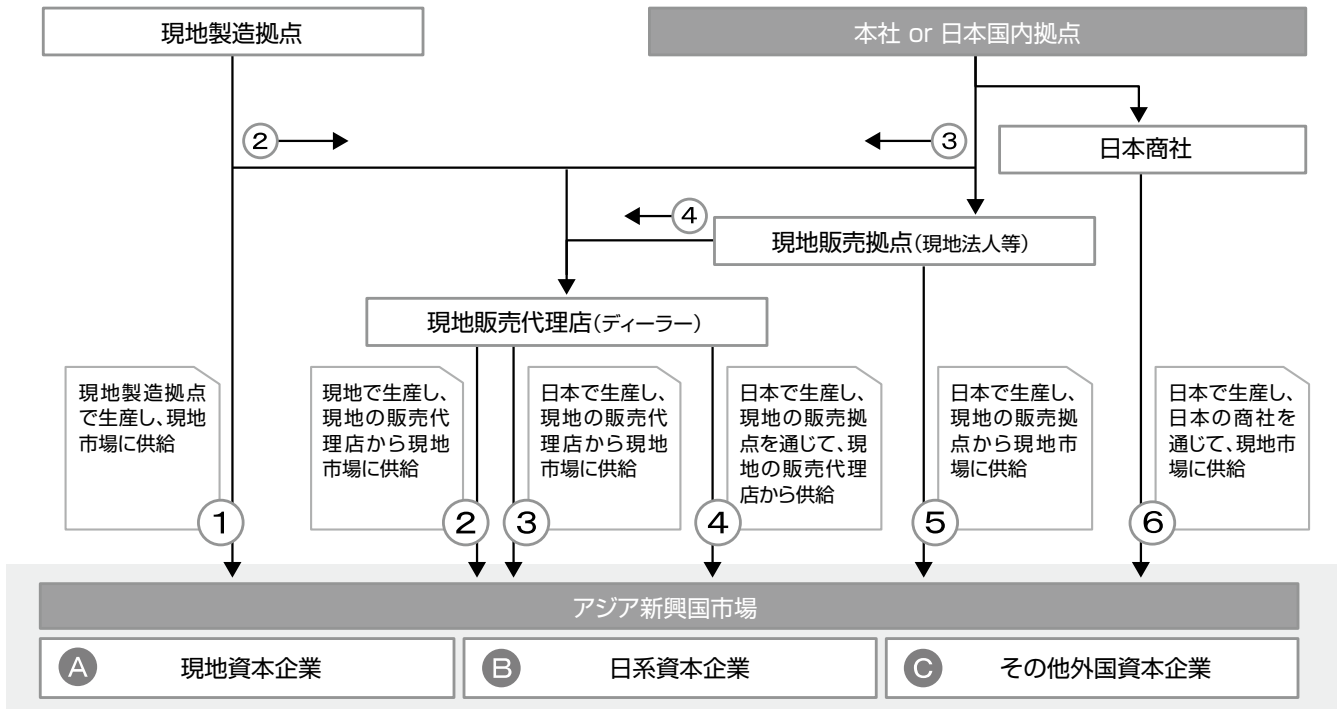 現地製造拠点
本社 or 日本国内拠点
②
③
日本商社
④
現地販売拠点(現地法人等)
現地販売代理店(ディーラー)
現地製造拠点
で生産し、現地
市場に供給
現地で生産し、
現地の販売代
理店から現地
市場に供給
日本で生産し、
現地の販売代
理店から現地
市場に供給
日本で生産し、
現地の販売拠
点を通じて、現
地の販売代理
店から供給
日本で生産し、
現地の販売拠
点から現地市
場に供給
日本で生産し、
日本の商社を
通じて、現地市
場に供給
①
②
③
④
⑤
⑥
アジア新興国市場
A 現地資本企業
B 日系資本企業
C その他外国資本企業